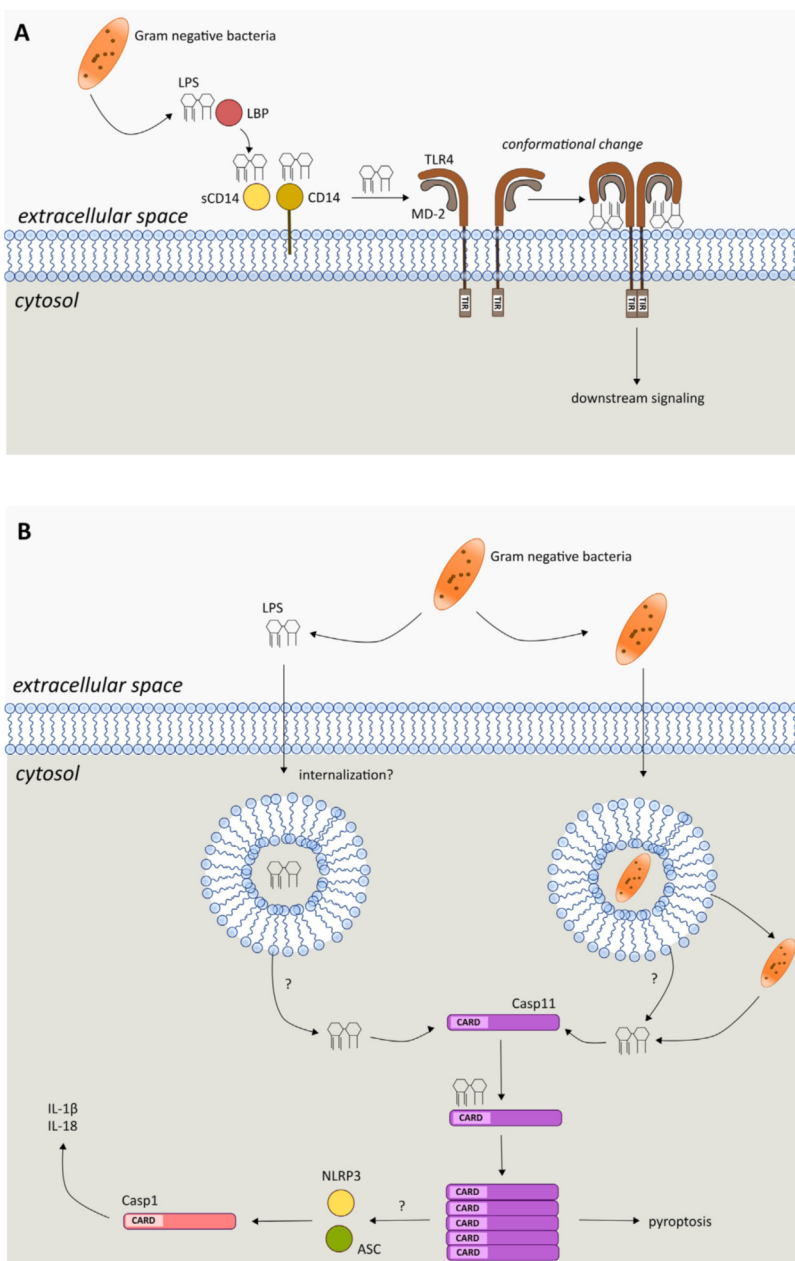 A
Gram negative bacteria
LPS
LBP
conformational change
TLR4
sCD14
CD14
MD-2
extracellular space
cytosol
TIR
TIR
TIR
TIR
downstream signaling
B
Gram negative bacteria
LPS
extracellular space
cytosol
internalization?
?
?
Casp11
CARD
CARD
IL-1β
IL-18
NLRP3
CARD
CARD
CARD
CARD
CARD
Casp1
CARD
?
pyroptosis
ASC